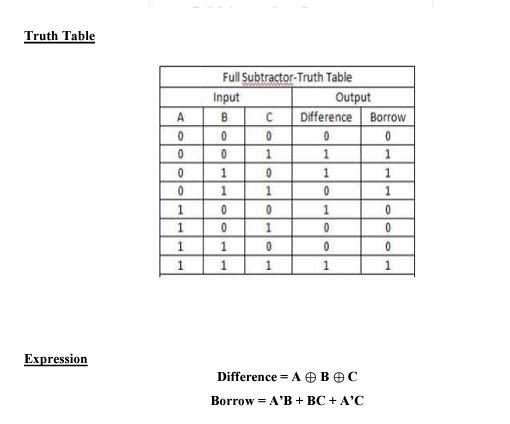 Truth Table
Full Subtractor-Truth Table
Input Output
A B C Difference Borrow
0 0 0 0 0
0 0 1 1 1
0 1 0 1 1
0 1 1 0 1
1 0 0 1 0
1 0 1 0 0
1 1 0 0 0
1 1 1 1 1
Expression
Difference = A ⊕ B ⊕ C
Borrow = A’B + BC + A’C